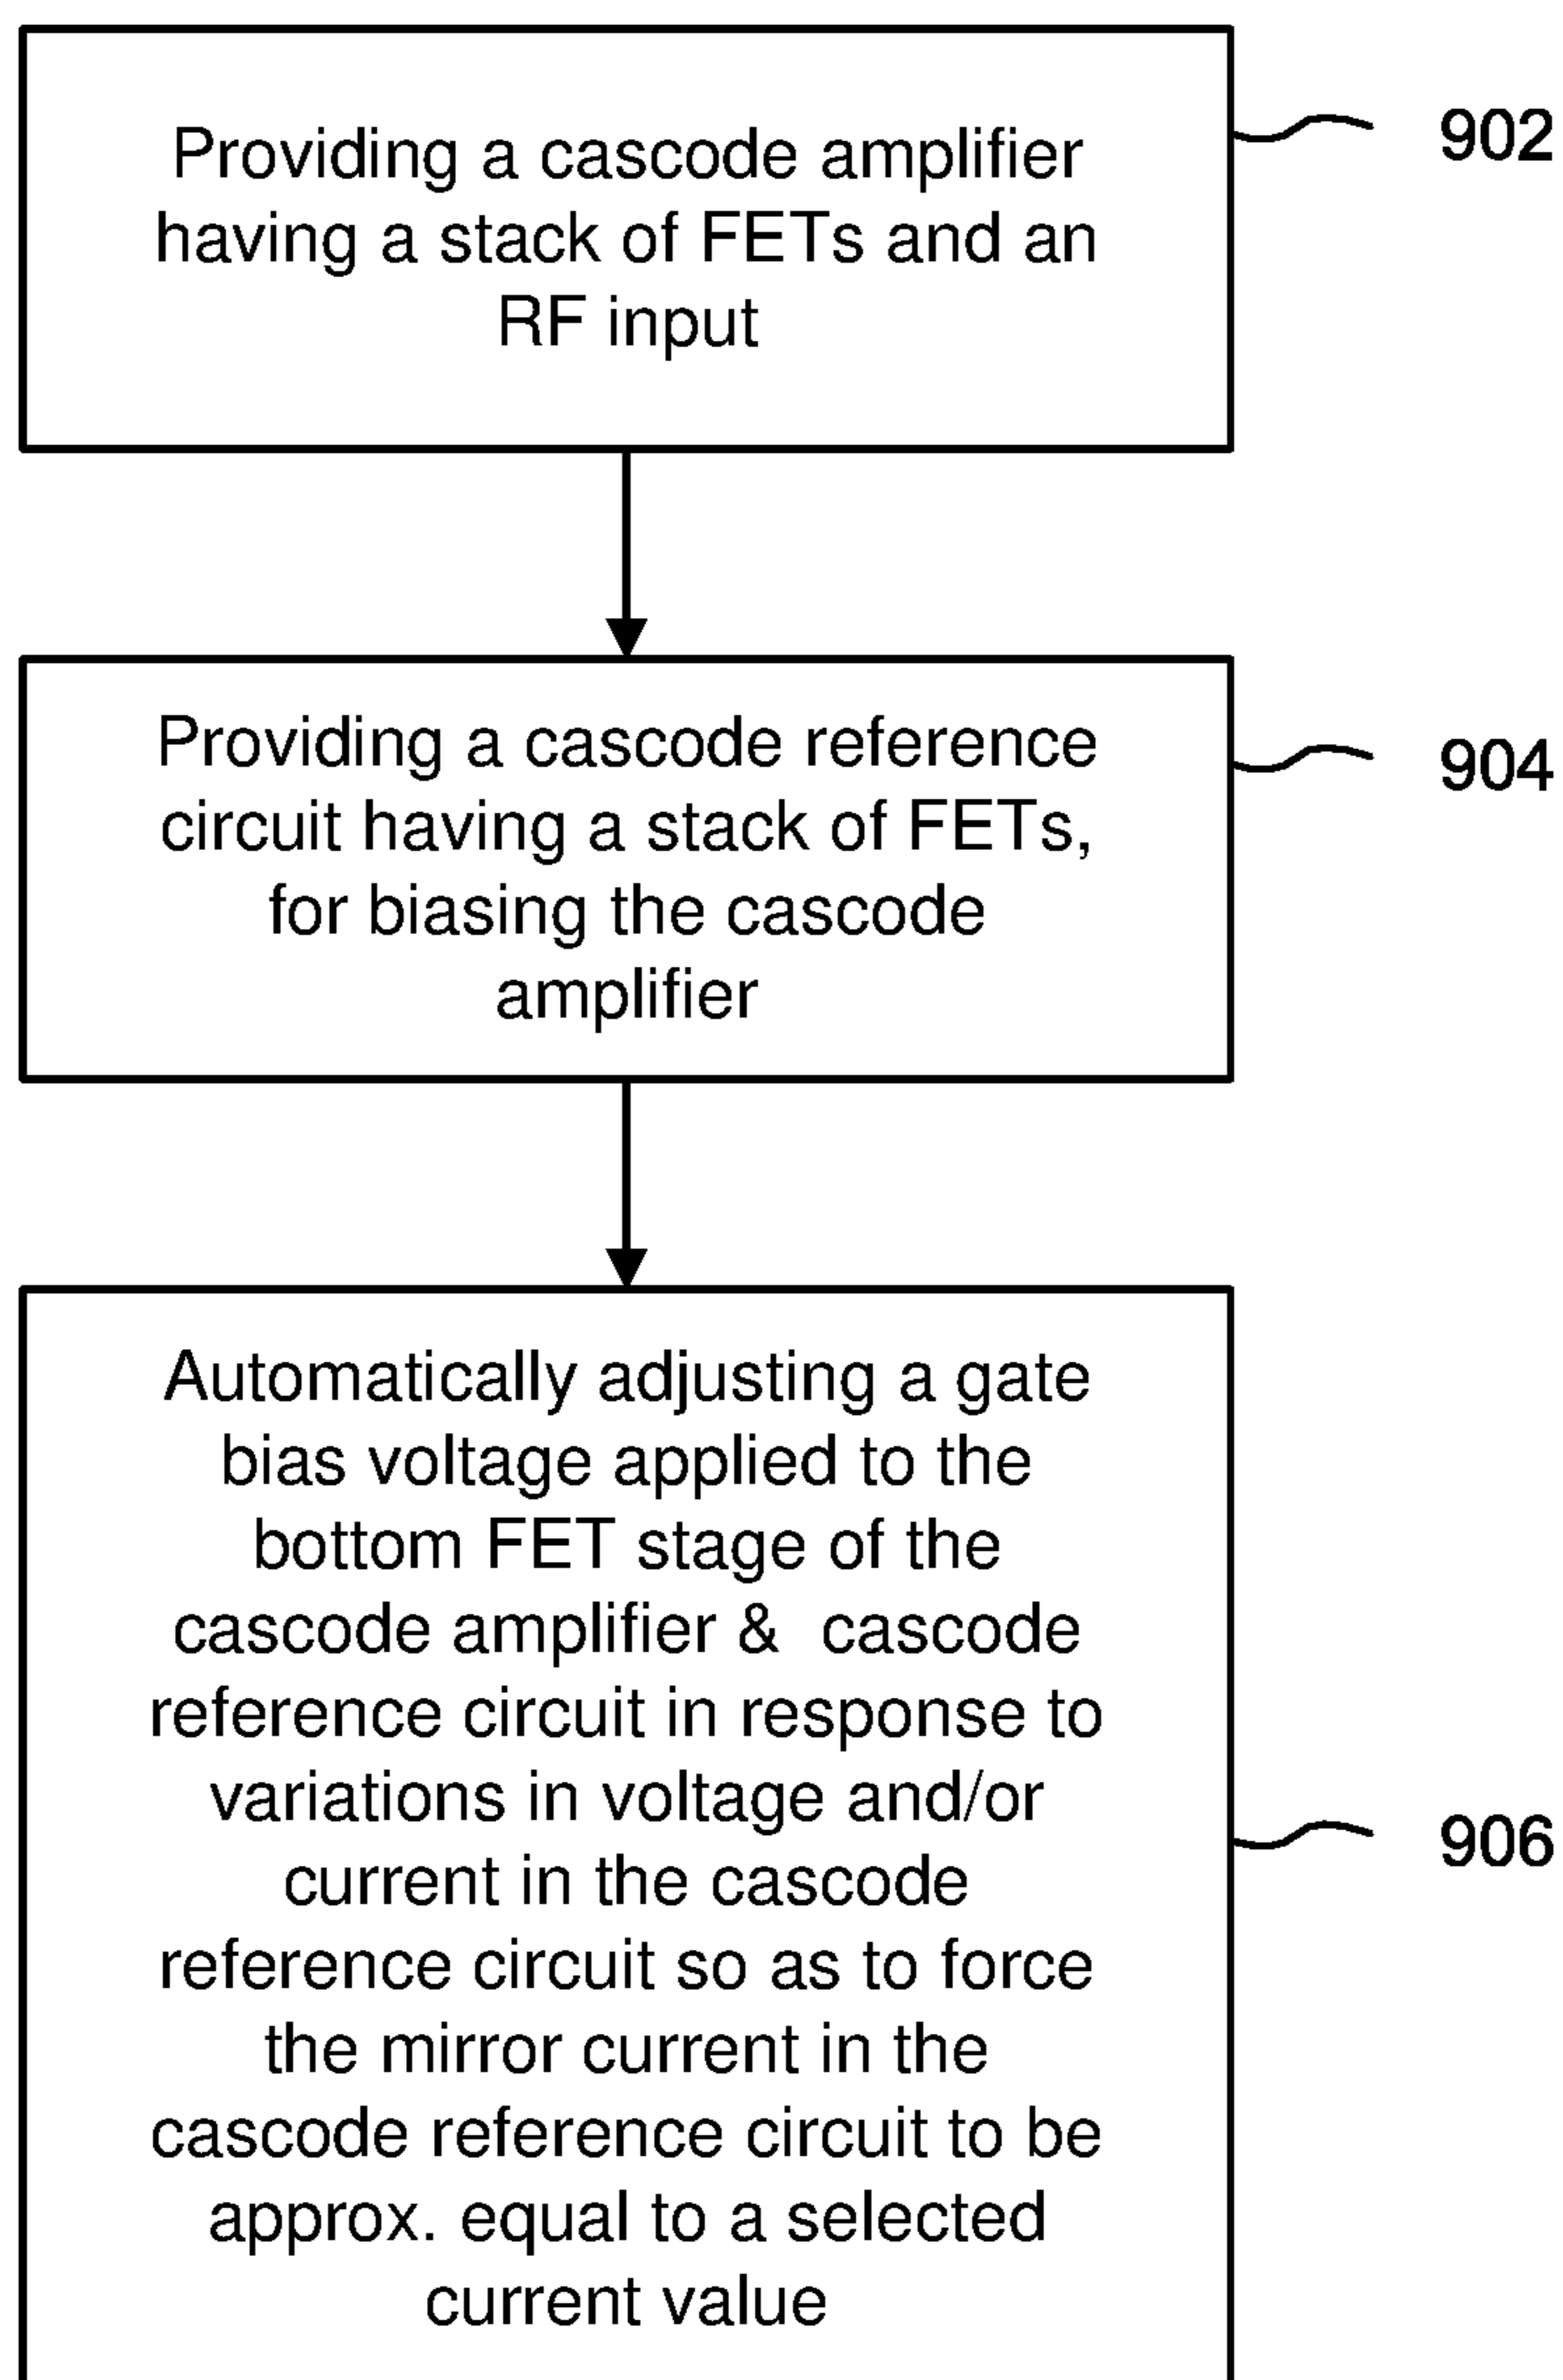 Providing a cascode amplifier
having a stack of FETs and an
RF input
902
Providing a cascode reference
circuit having a stack of FETs,
for biasing the cascode
amplifier
904
Automatically adjusting a gate
bias voltage applied to the
bottom FET stage of the
cascode amplifier & cascode
reference circuit in response to
variations in voltage and/or
current in the cascode
reference circuit so as to force
the mirror current in the
cascode reference circuit to be
approx. equal to a selected
current value
906